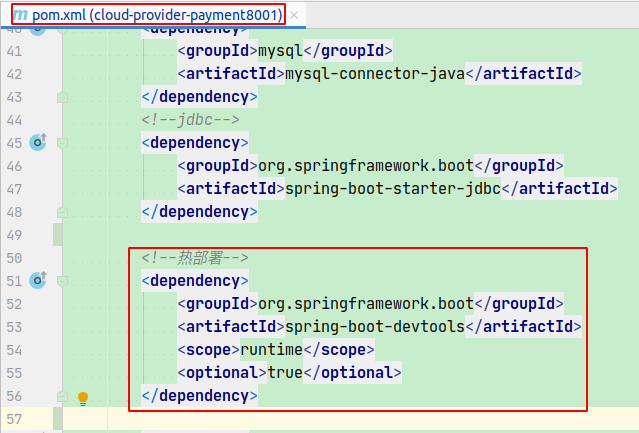 pom.xml (cloud-provider-payment8001)
<dependency>
41 <groupId>mysql</groupId>
42 <artifactId>mysql-connector-java</artifactId>
43 </dependency>
44 <!--jdbc-->
45 <dependency>
46 <groupId>org.springframework.boot</groupId>
47 <artifactId>spring-boot-starter-jdbc</artifactId>
48 </dependency>
49
50 <!--热部署-->
51 <dependency>
52 <groupId>org.springframework.boot</groupId>
53 <artifactId>spring-boot-devtools</artifactId>
54 <scope>runtime</scope>
55 <optional>true</optional>
56 </dependency>
57